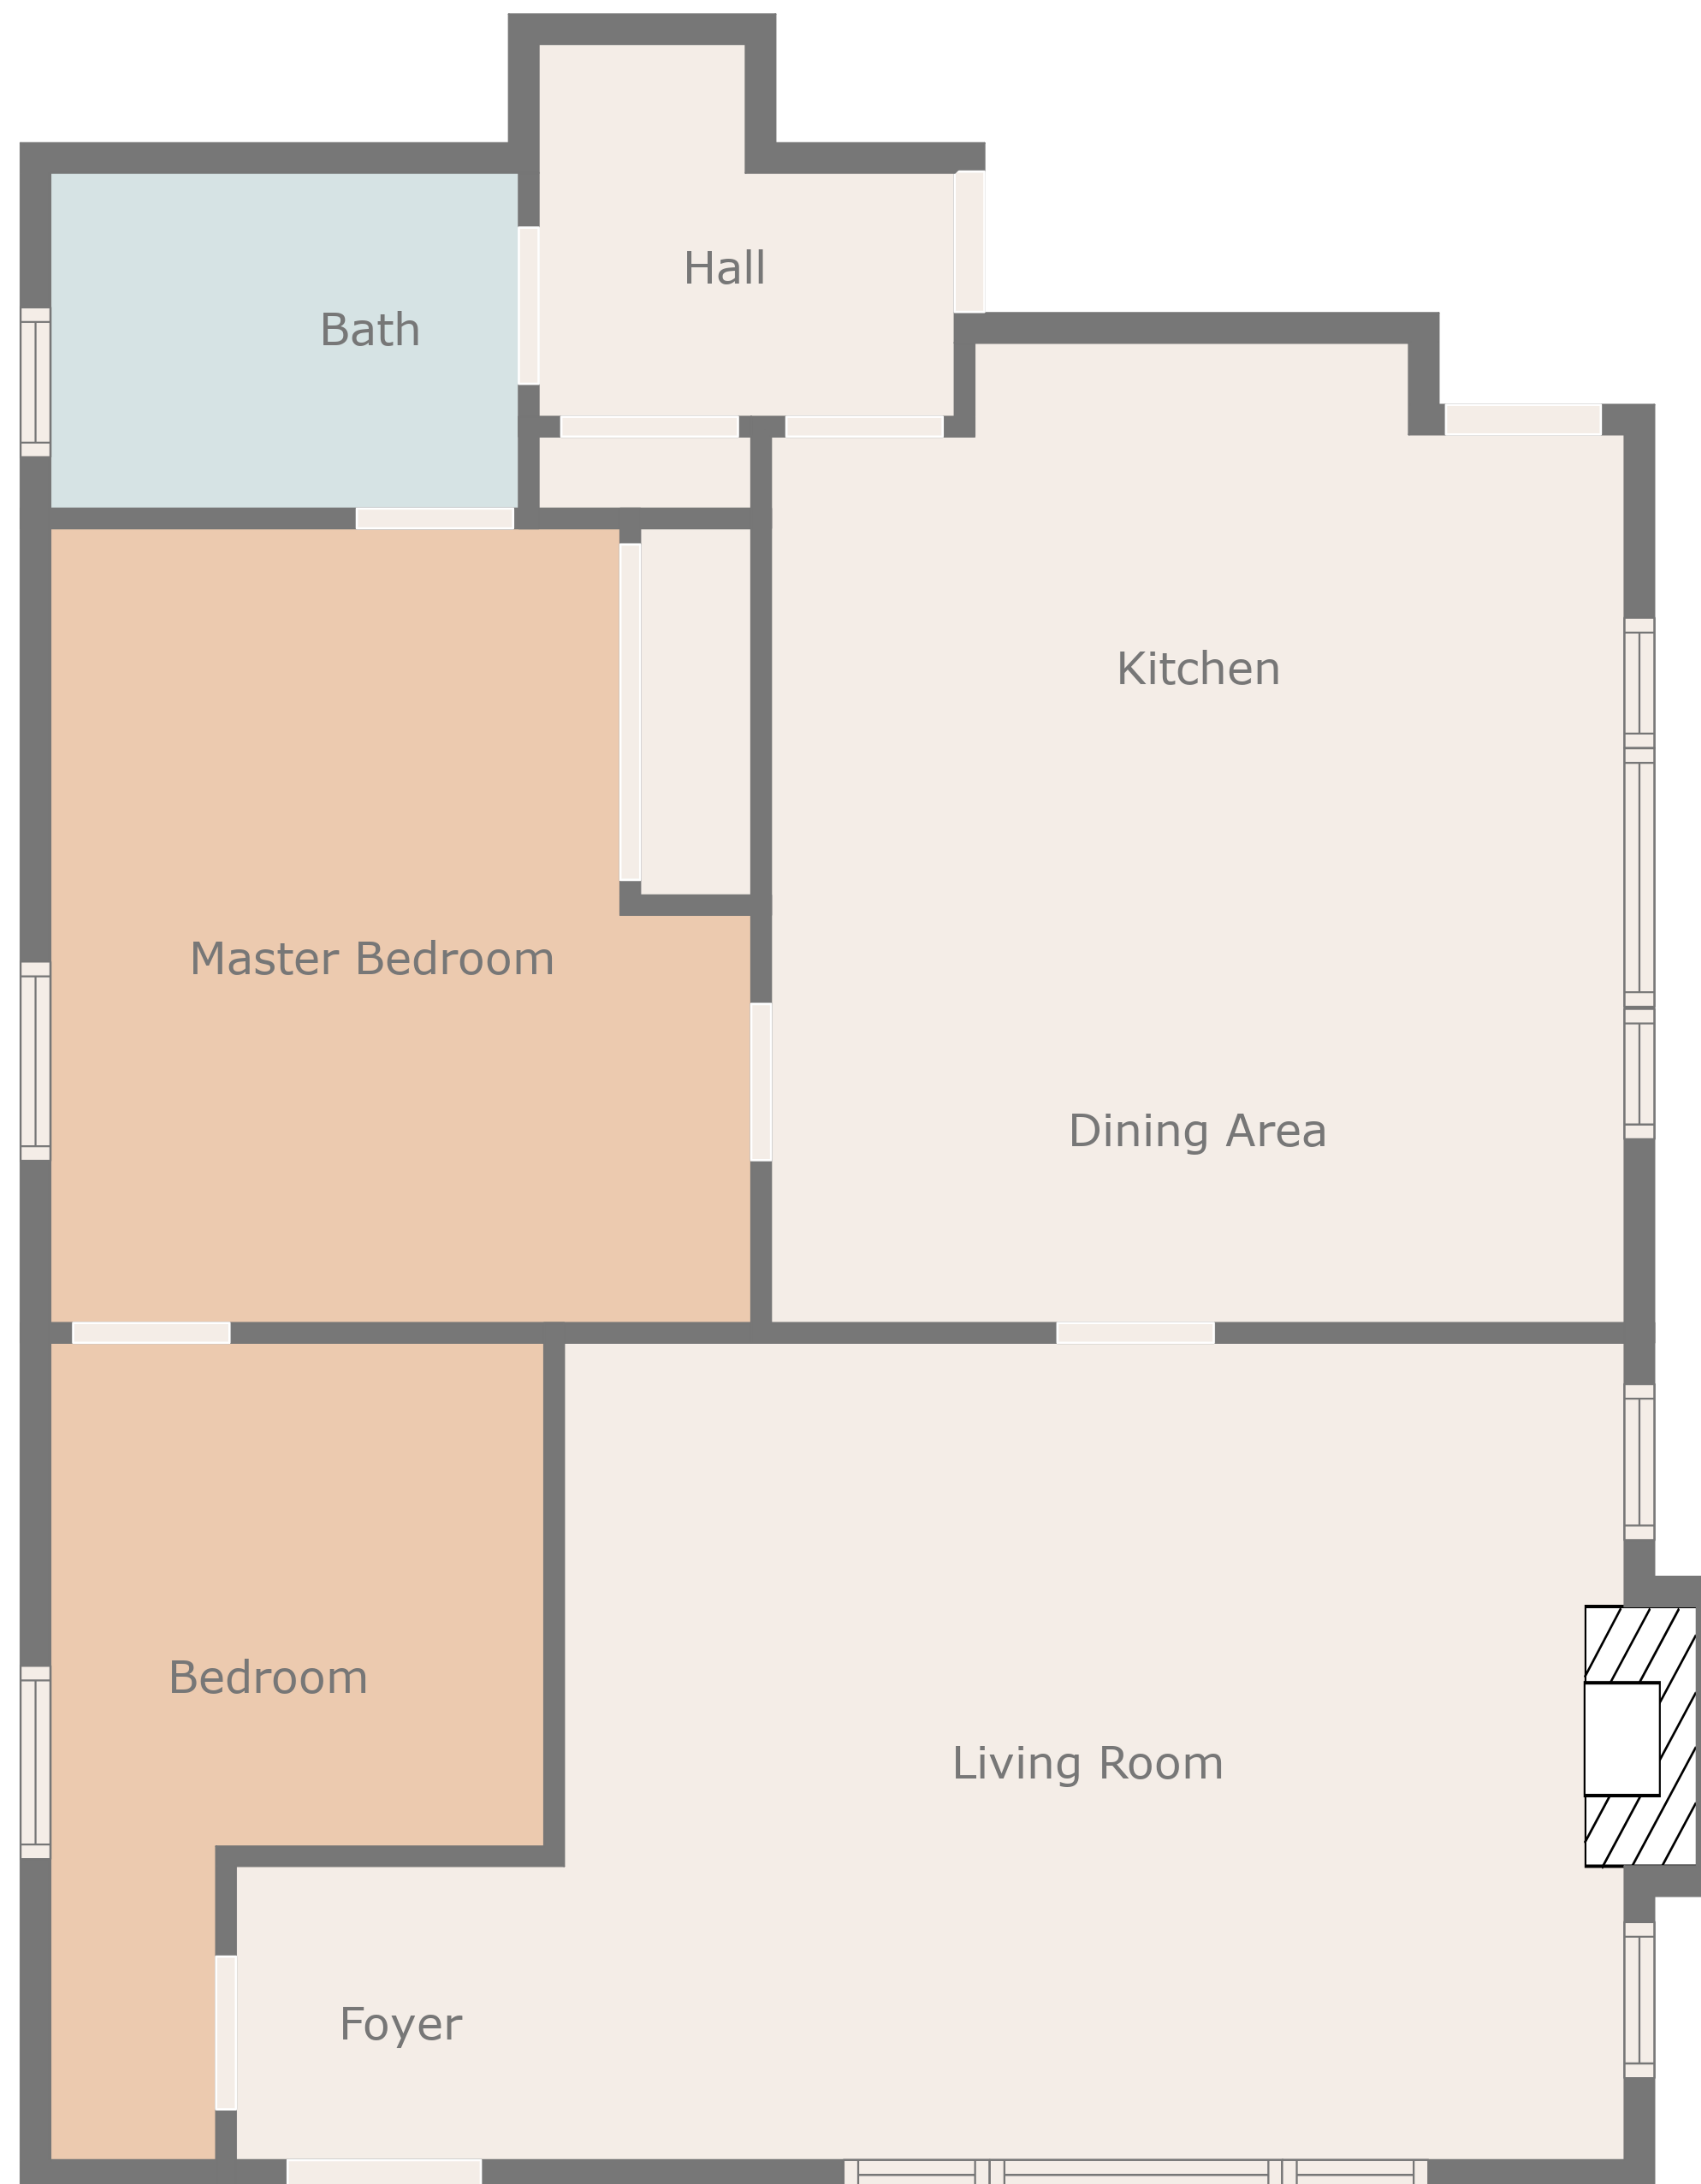 Hall
Bath
Kitchen
Master Bedroom
Dining Area
Bedroom
Living Room
Foyer